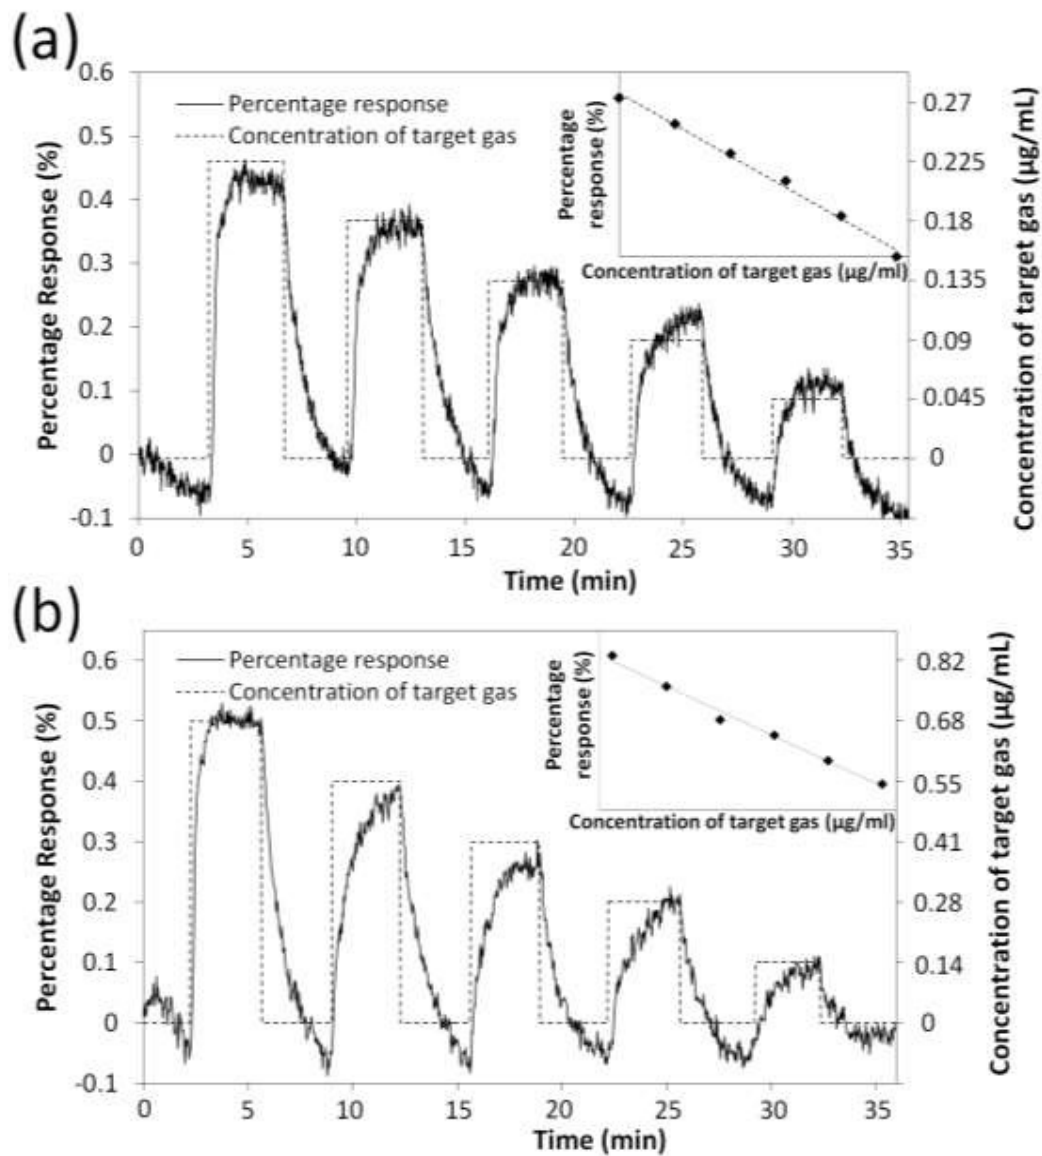 (a)
0.6
0.5
0.4
0.3
0.2
0.1
0
-0.1
Percentage Response (%)
Percentage response
Concentration of target gas
Percentage
response (%)
Concentration of target gas (µg/ml)
0.27
0.225
0.18
0.135
0.09
0.045
0
Concentration of target gas (µg/mL)
0 5 10 15 20 25 30 35
Time (min)
(b)
0.6
0.5
0.4
0.3
0.2
0.1
0
-0.1
Percentage Response (%)
Percentage response
Concentration of target gas
Percentage
response (%)
Concentration of target gas (µg/ml)
0.82
0.68
0.55
0.41
0.28
0.14
0
Concentration of target gas (µg/mL)
0 5 10 15 20 25 30 35
Time (min)